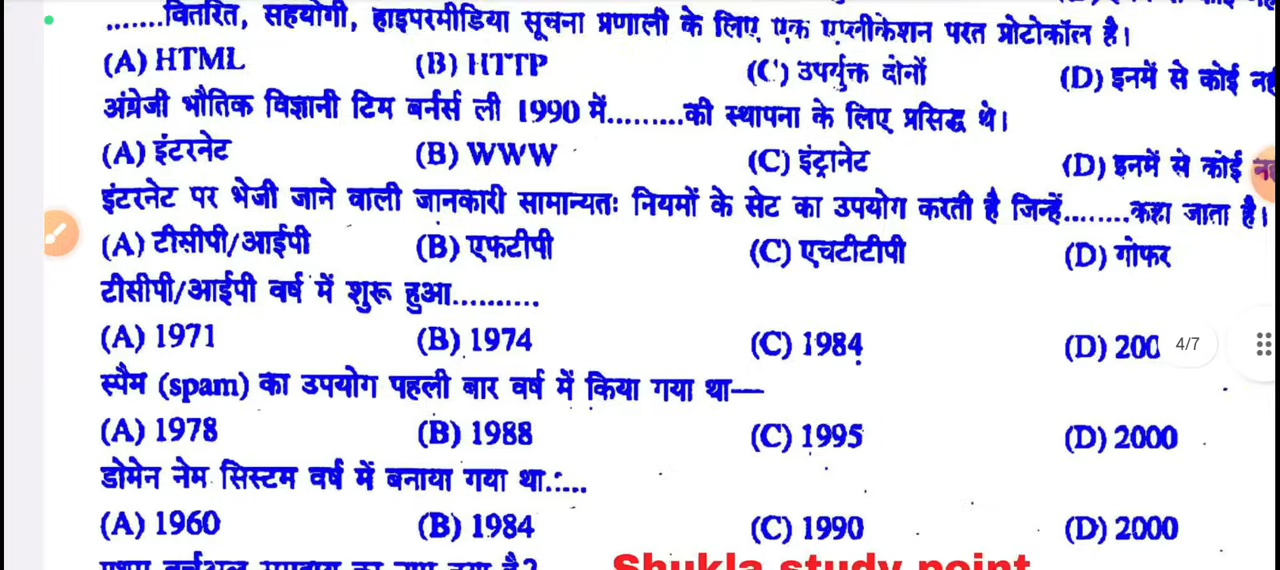 .......वितरित, सहयोगी, हाइपरमीडिया सूचना प्रणाली के लिए एक एप्लीकेशन परत प्रोटोकॉल है।
(A) HTML (B) HTTP (C) उपर्युक्त दोनों (D) इनमें से कोई नहीं
अंग्रेजी भौतिक विज्ञानी टिम बर्नर्स ली 1990 में.........की स्थापना के लिए प्रसिद्ध थे।
(A) इंटरनेट (B) WWW (C) इंट्रानेट (D) इनमें से कोई
इंटरनेट पर भेजी जाने वाली जानकारी सामान्यतः नियमों के सेट का उपयोग करती है जिन्हें........कहा जाता है।
(A) टीसीपी/आईपी (B) एफटीपी (C) एचटीटीपी (D) गोफर
टीसीपी/आईपी वर्ष में शुरू हुआ..........
(A) 1971 (B) 1974 (C) 1984 (D) 200 4/7
स्पैम (spam) का उपयोग पहली बार वर्ष में किया गया था—
(A) 1978 (B) 1988 (C) 1995 (D) 2000
डोमेन नेम सिस्टम वर्ष में बनाया गया था.....
(A) 1960 (B) 1984 (C) 1990 (D) 2000
Shukla study point